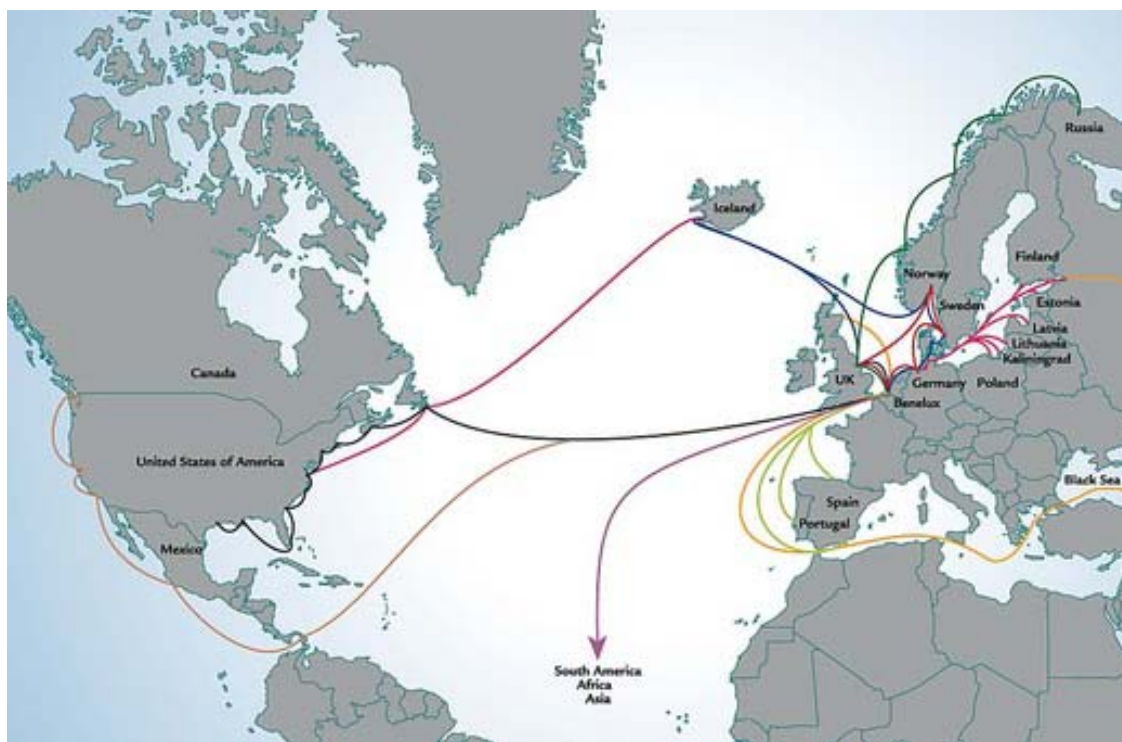 Russia
Iceland
Norway
Finland
Sweden
Estonia
Latvia
Lithuania
Kaliningrad
Canada
UK
Germany
Poland
Benelux
United States of America
Black Sea
Spain
Portugal
Mexico
South America
Africa
Asia